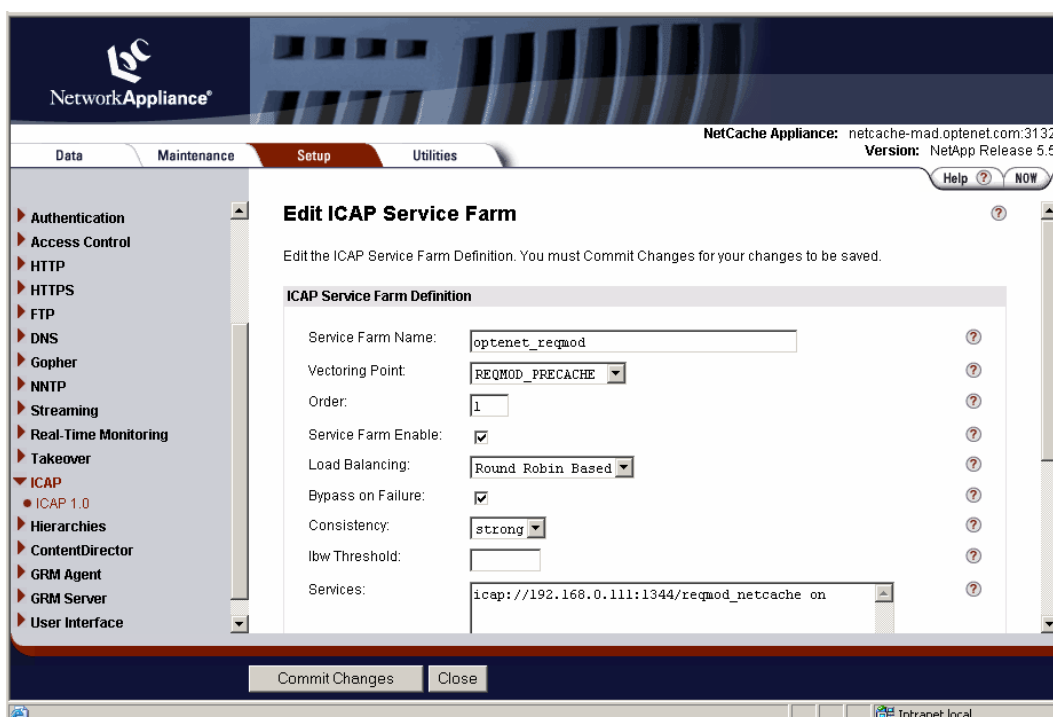 NetworkAppliance®
NetCache Appliance: netcache-mad.optenet.com:3132
Version: NetApp Release 5.5
Data Maintenance Setup Utilities
Help ? NOW
Authentication
Access Control
HTTP
HTTPS
FTP
DNS
Gopher
NNTP
Streaming
Real-Time Monitoring
Takeover
ICAP
ICAP 1.0
Hierarchies
ContentDirector
GRM Agent
GRM Server
User Interface
Edit ICAP Service Farm ?
Edit the ICAP Service Farm Definition. You must Commit Changes for your changes to be saved.
ICAP Service Farm Definition
Service Farm Name: optenet_reqmod ?
Vectoring Point: REQMOD_PRECACHE ?
Order: 1 ?
Service Farm Enable: ?
Load Balancing: Round Robin Based ?
Bypass on Failure: ?
Consistency: strong ?
lbw Threshold: ?
Services: icap://192.168.0.111:1344/reqmod_netcache on ?
Commit Changes Close
Intranet local